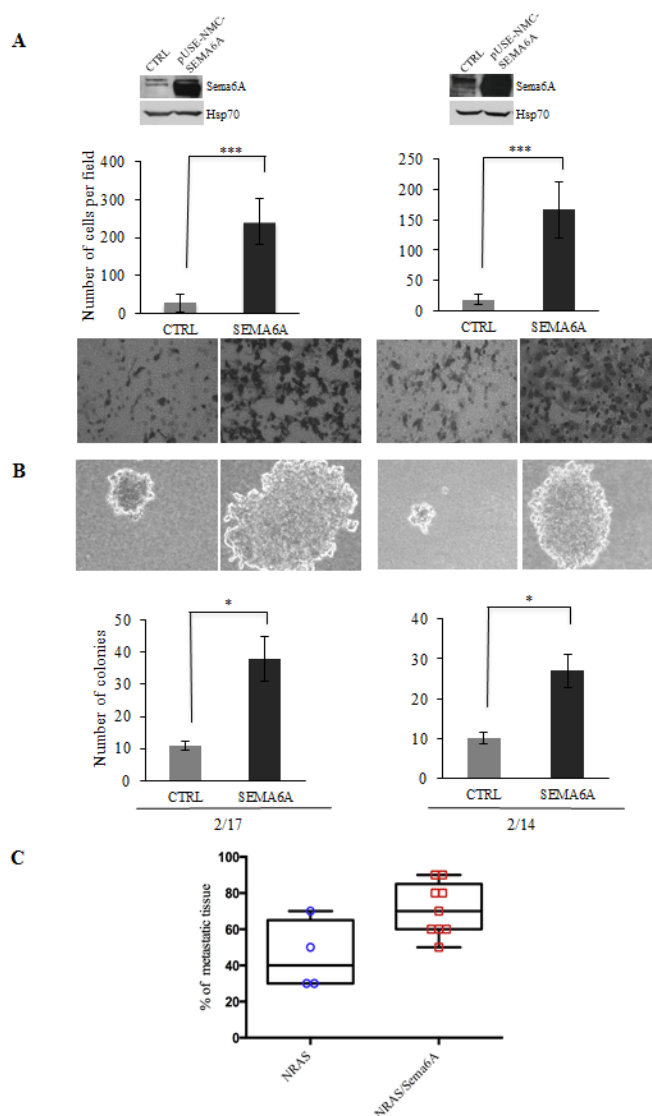 A
CTRL
pUSE-NMC-
SEMA6A
Sema6A
Hsp70
CTRL
pUSE-NMC-
SEMA6A
Sema6A
Hsp70
Number of cells per field
400
300
200
100
0
***
CTRL
SEMA6A
250
200
150
100
50
0
***
CTRL
SEMA6A
B
Number of colonies
50
40
30
20
10
0
*
CTRL
SEMA6A
2/17
40
30
20
10
0
*
CTRL
SEMA6A
2/14
C
% of metastatic tissue
100
80
60
40
20
0
NRAS
NRAS/Sema6A